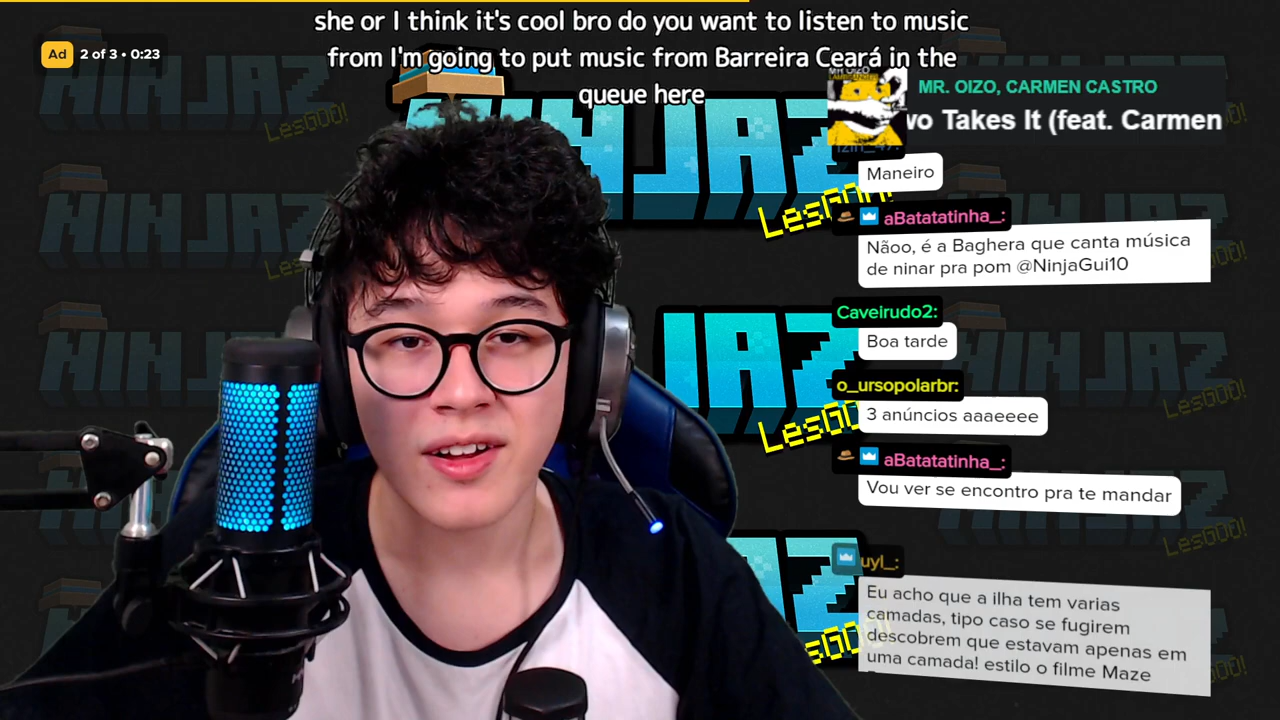 she or I think it's cool bro do you want to listen to music
from I'm going to put music from Barreira Ceará in the
queue here
Ad 2 of 3 • 0:23
MR. OIZO, CARMEN CASTRO
wo Takes It (feat. Carmen
NINJAZ
LesGOO!
Maneiro
aBatatatinha_:
Nãoo, é a Baghera que canta música
de ninar pra pom @NinjaGui10
Caveirudo2:
Boa tarde
o_ursopolarbr:
3 anúncios aaaeeee
aBatatatinha_:
Vou ver se encontro pra te mandar
uyl_:
Eu acho que a ilha tem varias
camadas, tipo caso se fugirem
descobrem que estavam apenas em
uma camada! estilo o filme Maze